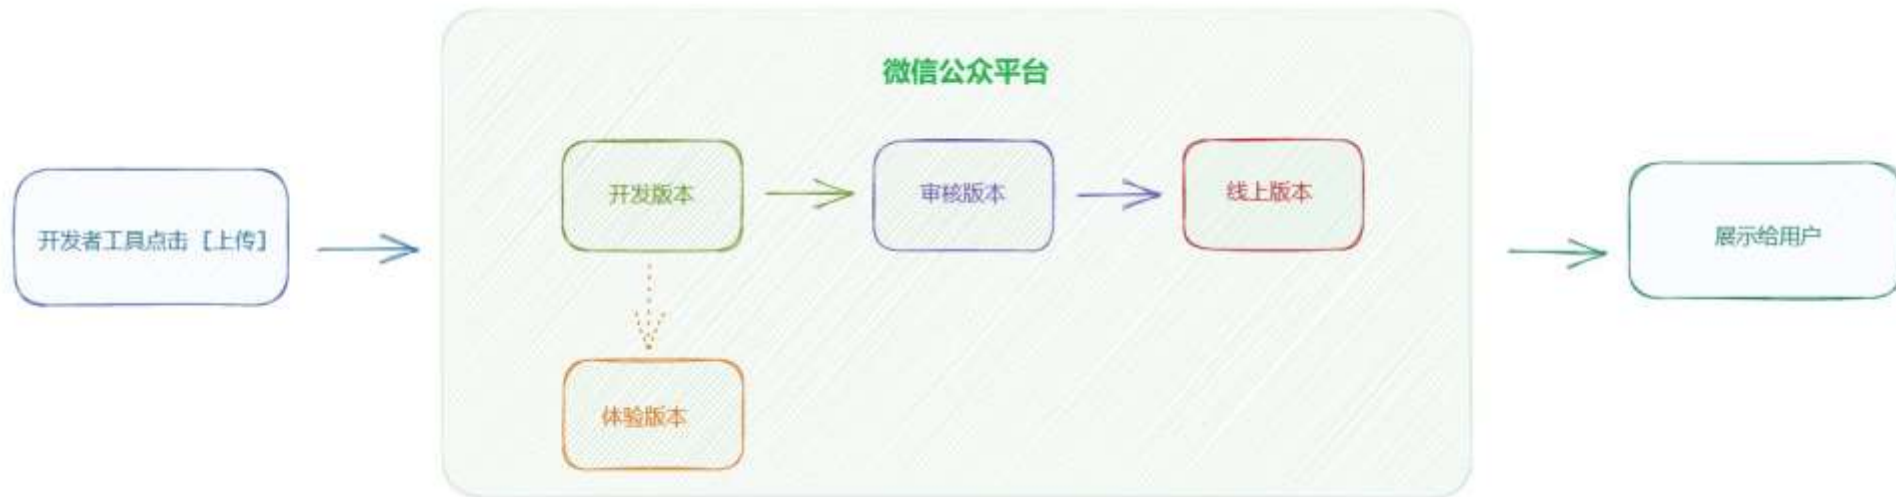 微信公众平台
开发者工具点击［上传］
开发版本
审核版本
线上版本
展示给用户
体验版本